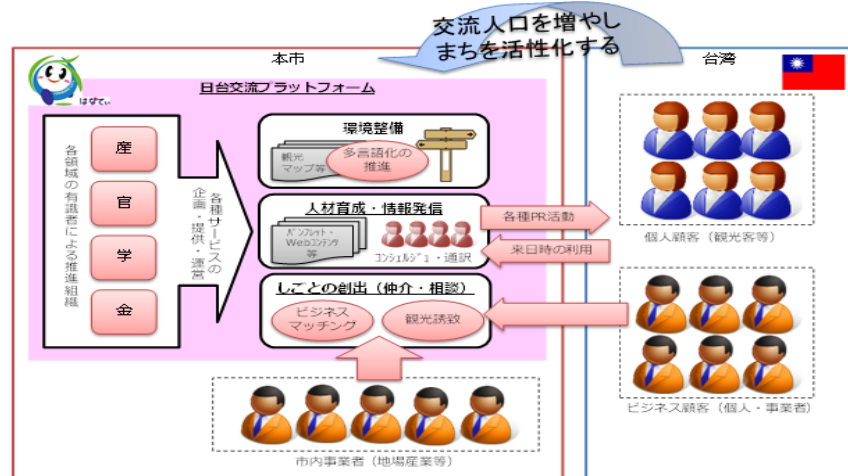 交流人口を増やし
まちを活性化する
本市
台湾
はなてぃ
日台交流プラットフォーム
各領域の有識者による推進組織
産
官
学
金
各種サービスの
企画・提供・運営
環境整備
観光
マップ等
多言語化の
推進
人材育成・情報発信
パンフレット・
Webコンテンツ
等
コンシェルジュ・通訳
各種PR活動
来日時の利用
しごとの創出（仲介・相談）
ビジネス
マッチング
観光誘致
個人顧客（観光客等）
ビジネス顧客（個人・事業者）
市内事業者（地場産業等）